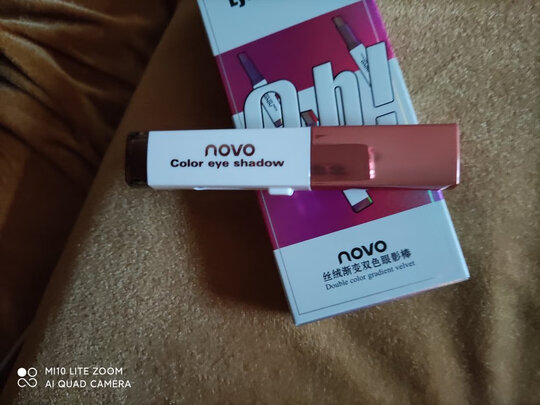 Oh!
novo
Color eye shadow
novo
丝绒渐变双色眼影棒
Double color gradient velvet
MI10 LITE ZOOM
AI QUAD CAMERA